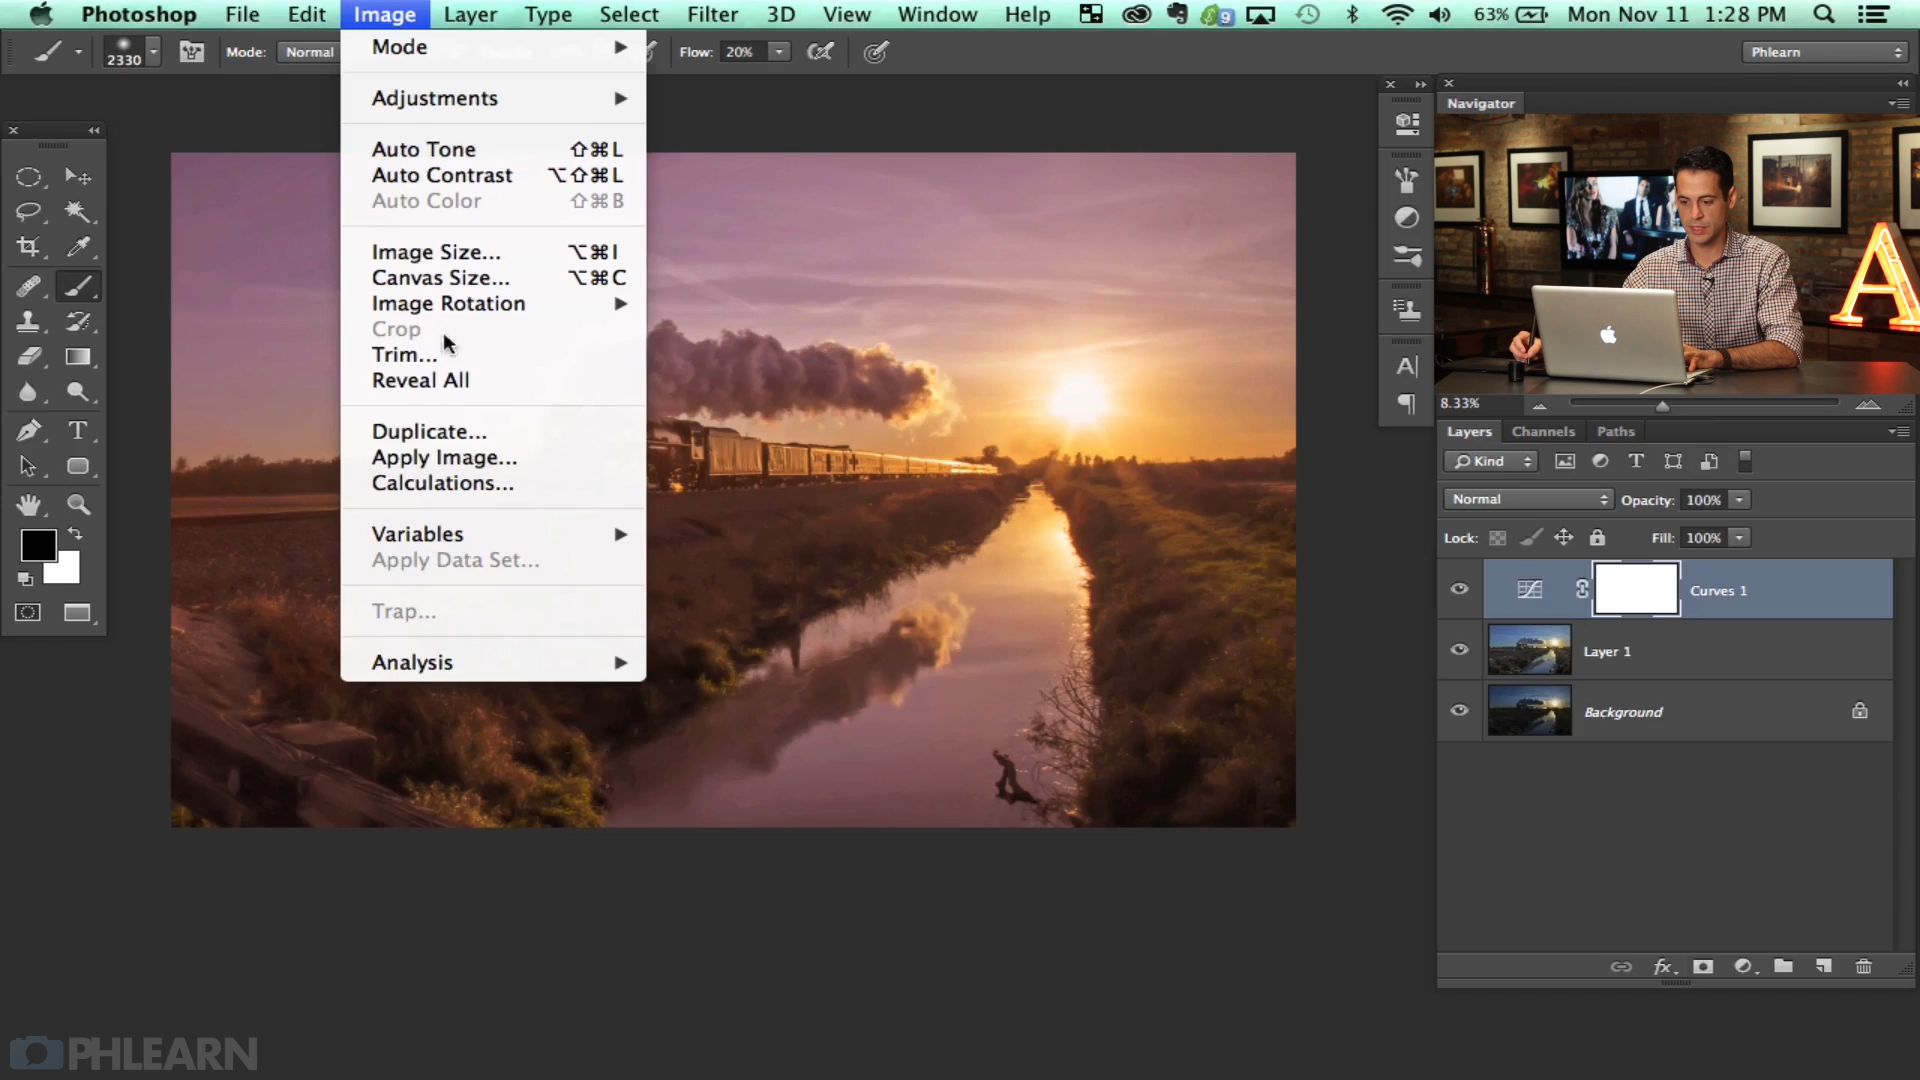 Photoshop File Edit Image Layer Type Select Filter 3D View Window Help 9 63% Mon Nov 11 1:28 PM
2330 Mode: Normal Flow: 20% Phlearn
Mode
Adjustments
Auto Tone ⇧⌘L
Auto Contrast ⌥⇧⌘L
Auto Color ⇧⌘B
Image Size... ⌥⌘I
Canvas Size... ⌥⌘C
Image Rotation
Crop
Trim...
Reveal All
Duplicate...
Apply Image...
Calculations...
Variables
Apply Data Set...
Trap...
Analysis
Navigator
A
8.33%
Layers Channels Paths
Kind
Normal Opacity: 100%
Lock: Fill: 100%
Curves 1
Layer 1
Background
fx
PHLEARN